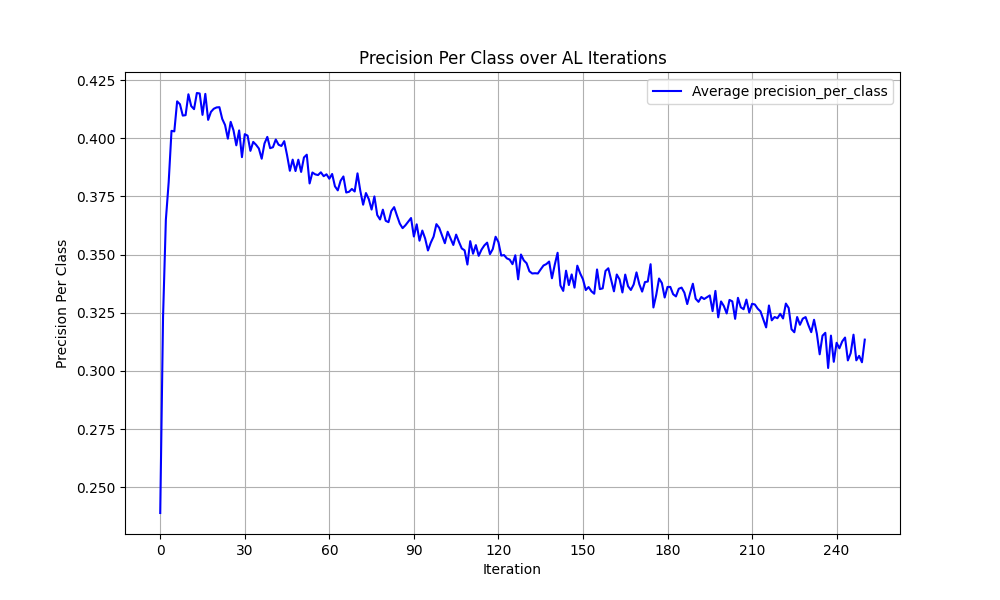 Precision Per Class over AL Iterations
Average precision_per_class
Precision Per Class
0.425
0.400
0.375
0.350
0.325
0.300
0.275
0.250
0 30 60 90 120 150 180 210 240
Iteration